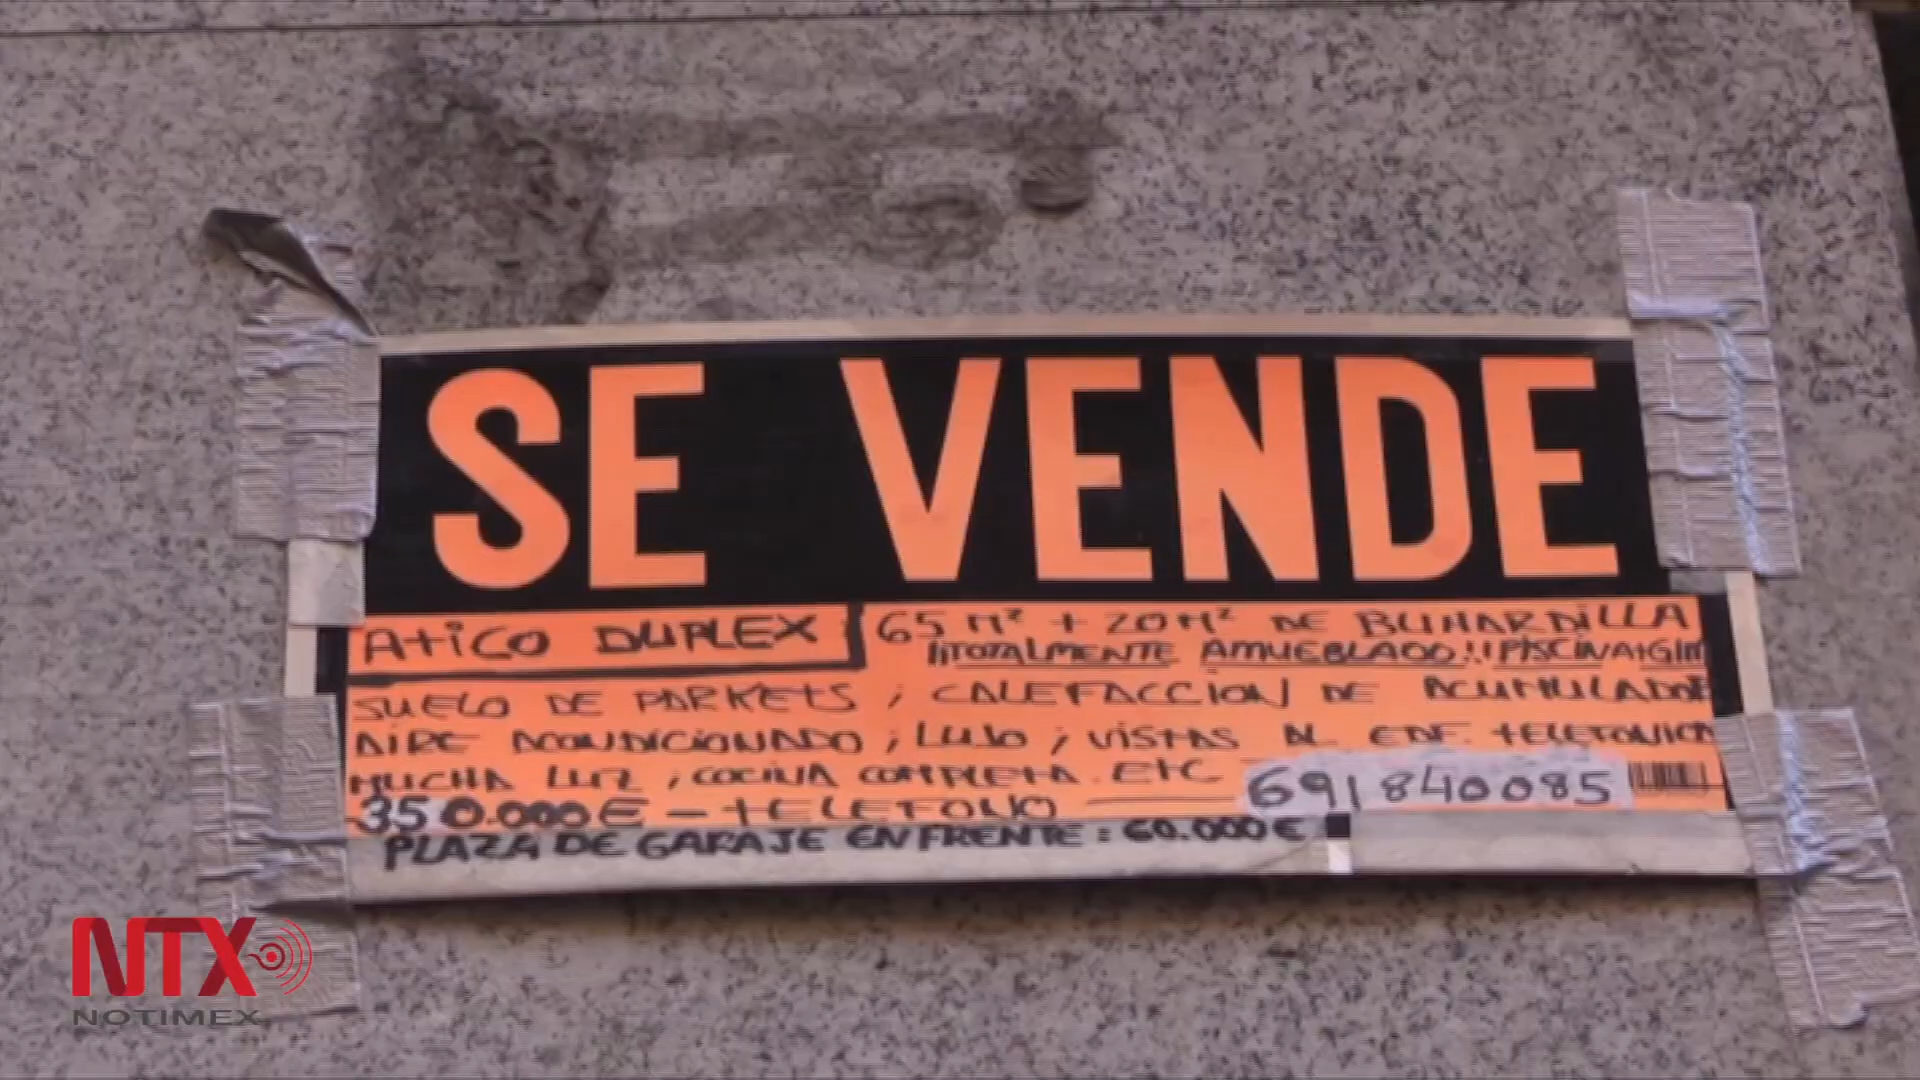 SE VENDE
ATICO DUPLEX
65 M² + 20 M² DE BUHARDILLA
!!TOTALMENTE AMUEBLADO!! PISCINA+GIM
SUELO DE PARKETS ; CALEFACCION DE ACUMULADOR
AIRE ACONDICIONADO ; LUJO ; VISTAS AL EDF. TELEFONICA
MUCHA LUZ ; COCINA COMPLETA. ETC
350.000 € - TELEFONO 691840085
PLAZA DE GARAJE EN FRENTE : 60.000 €
NTX
NOTIMEX